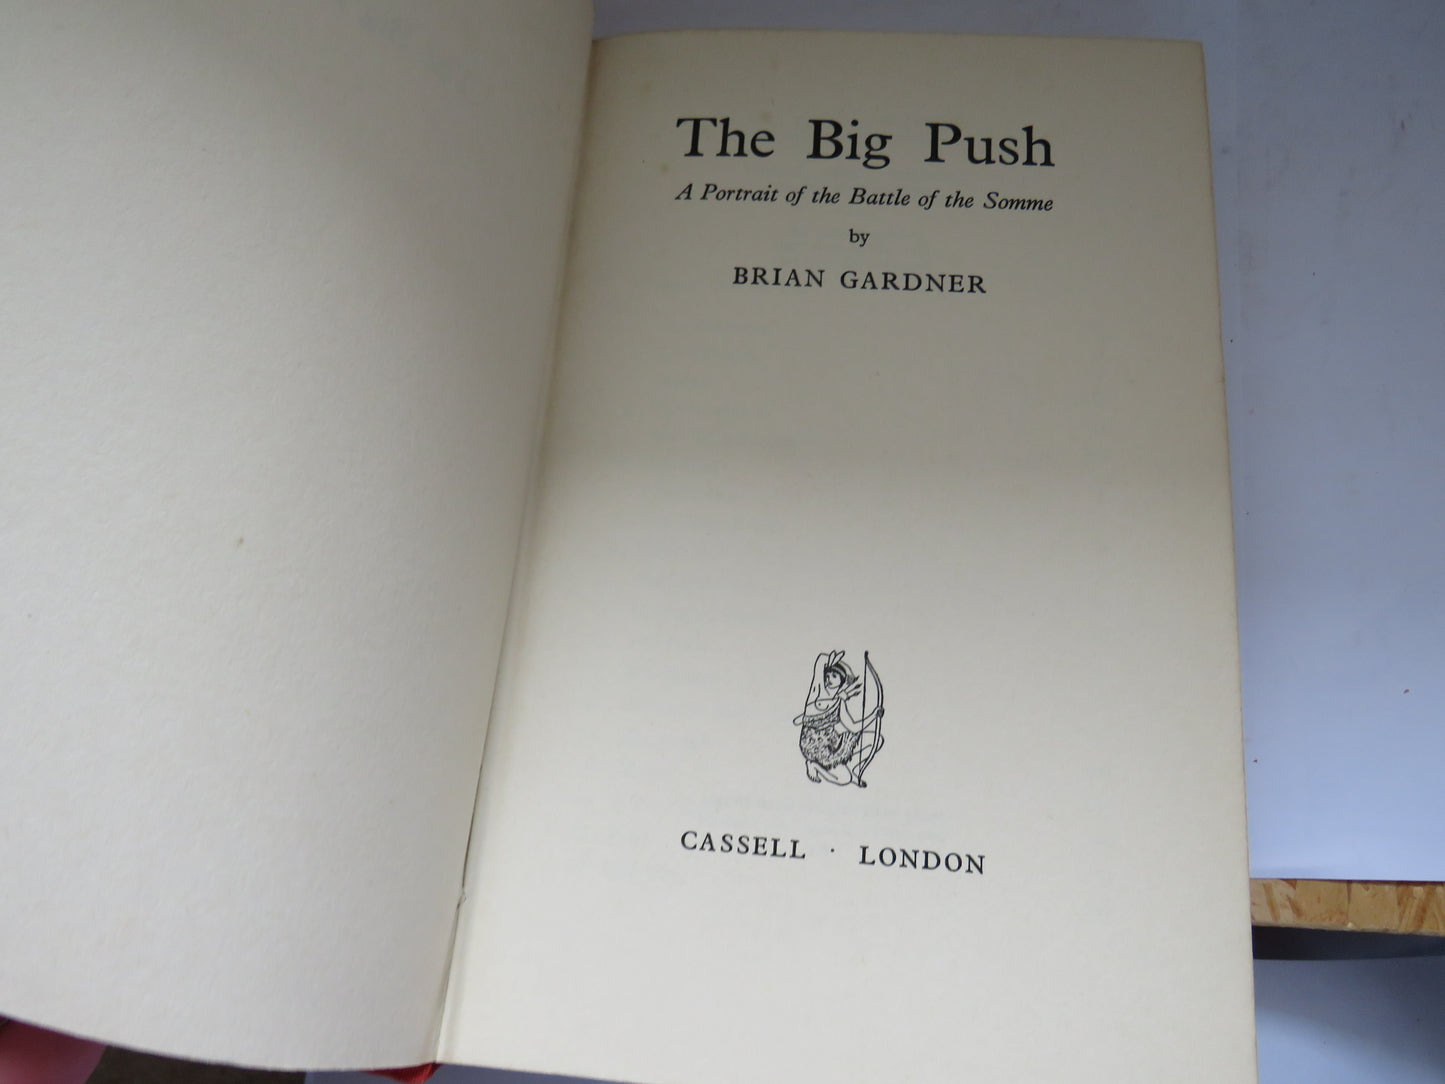 The Big Push
A Portrait of the Battle of the Somme
by
BRIAN GARDNER
CASSELL · LONDON